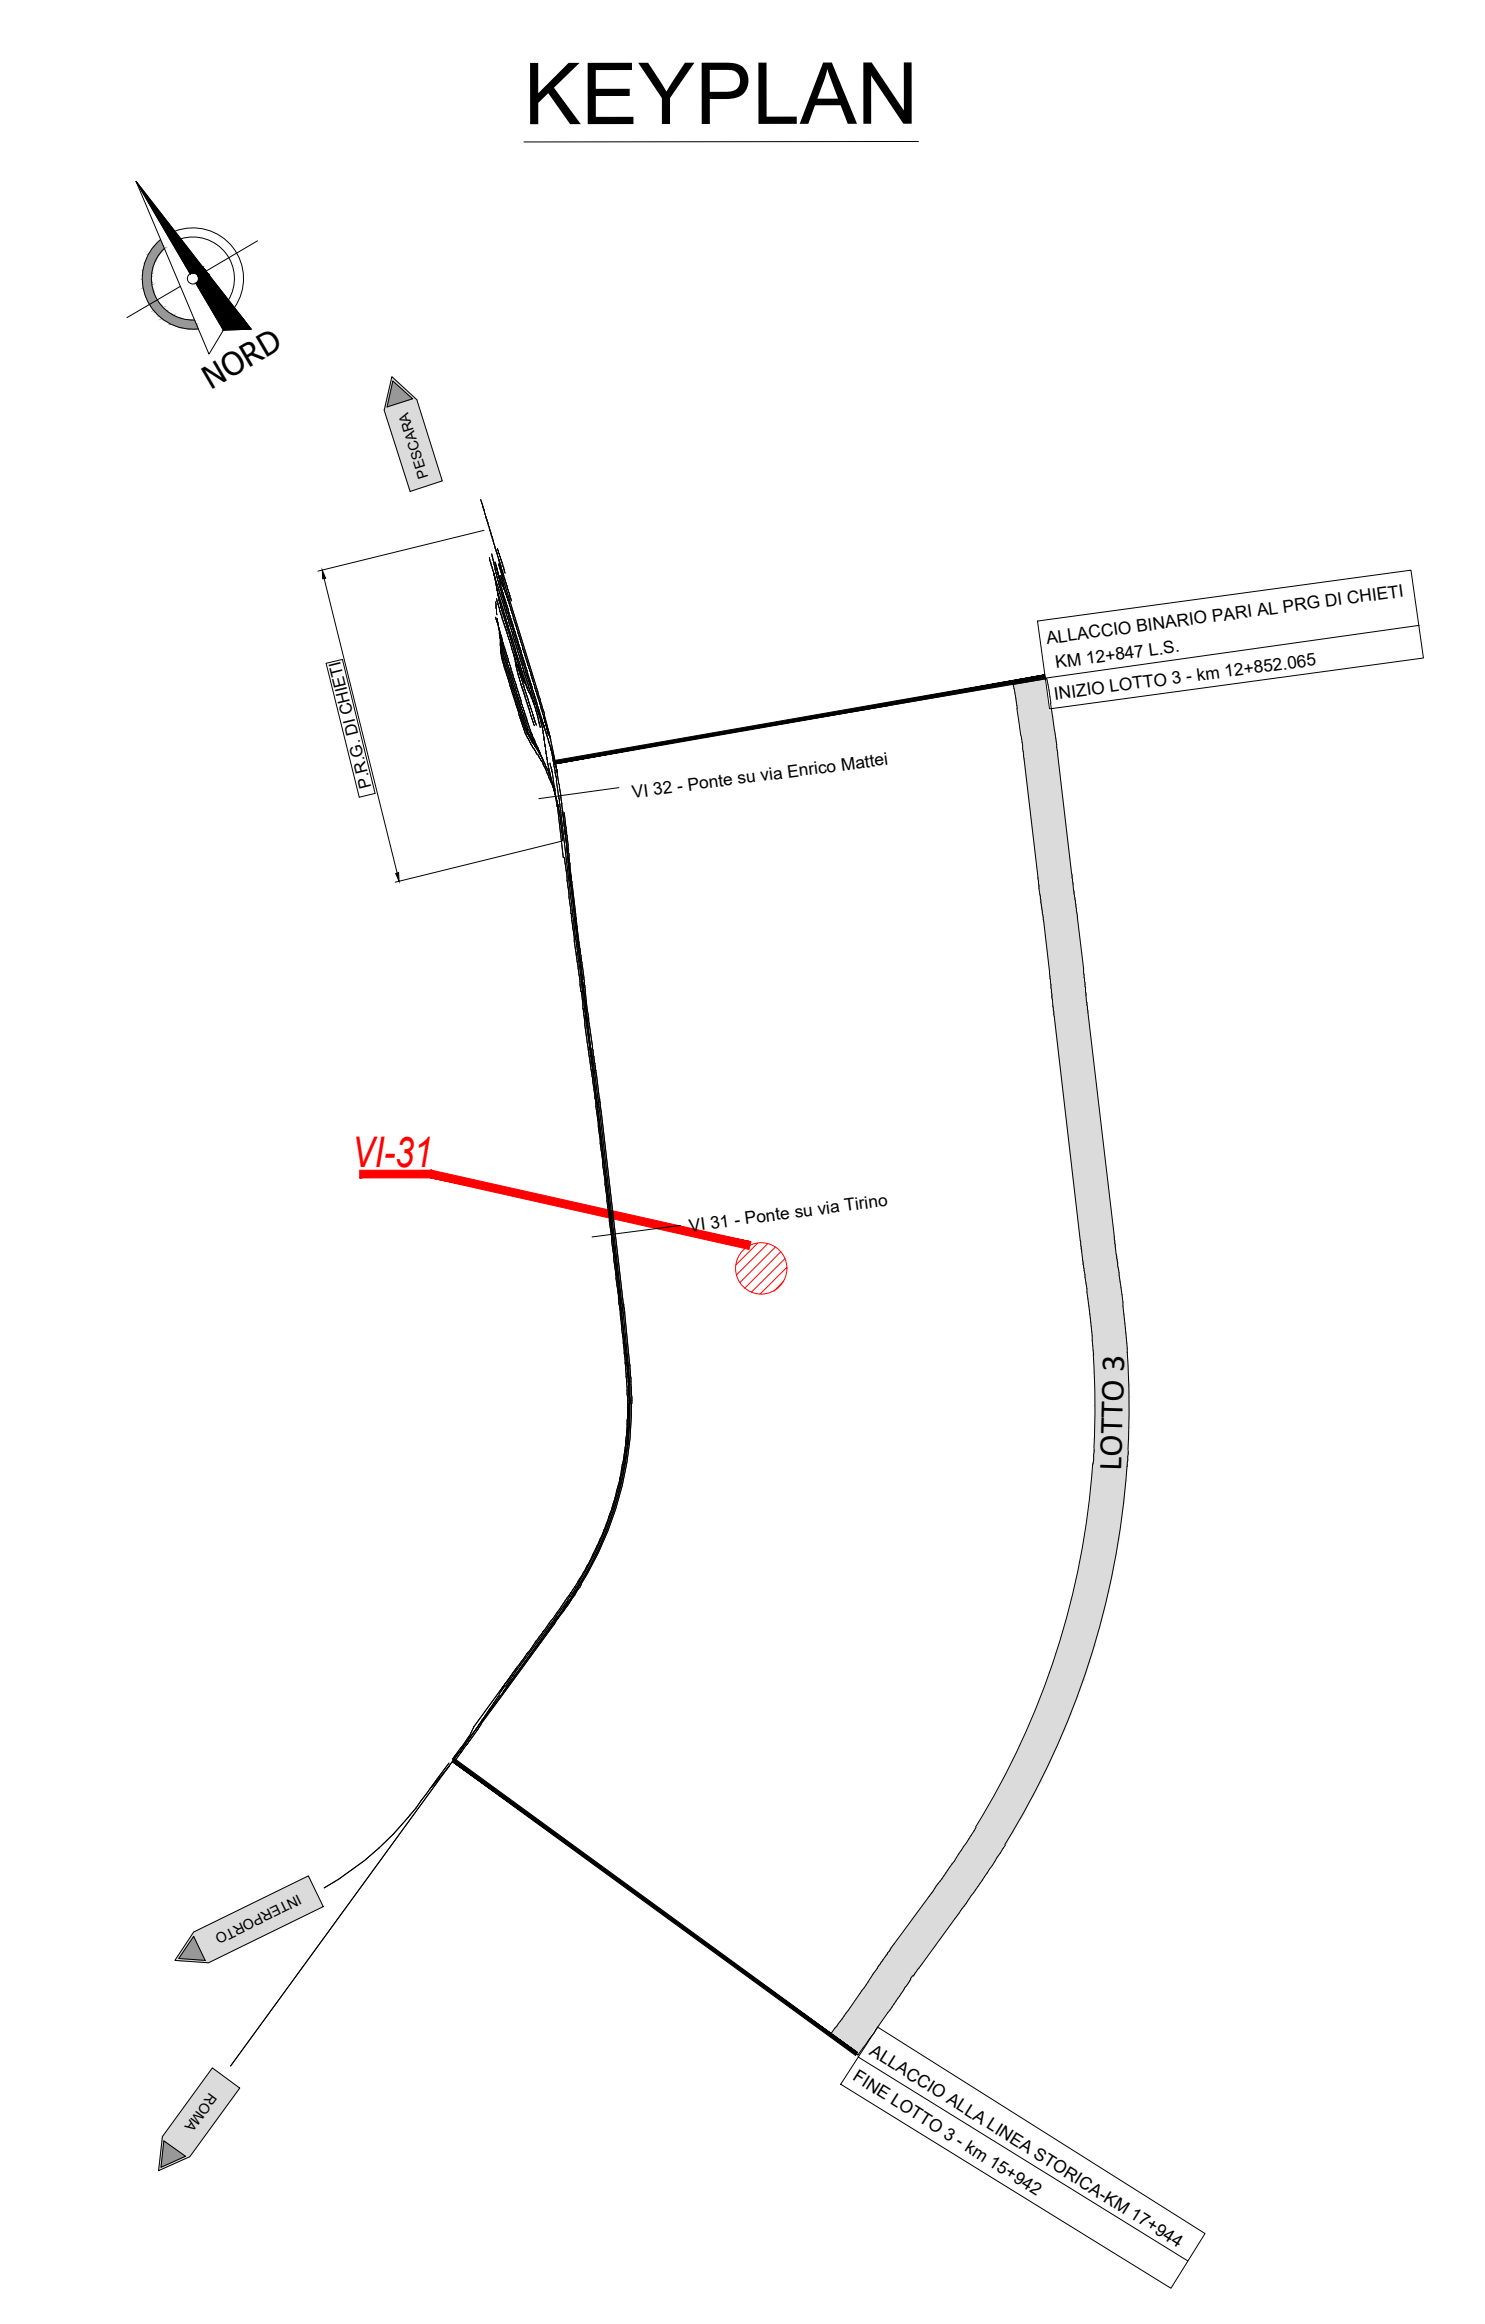 KEYPLAN
NORD
PESCARA
ALLACCIO BINARIO PARI AL PRG DI CHIETI
KM 12+847 L.S.
INIZIO LOTTO 3 - km 12+852.065
P.R.G. DI CHIETI
VI 32 - Ponte su via Enrico Mattei
VI-31
VI 31 - Ponte su via Tirino
LOTTO 3
INTERPORTO
ROMA
ALLACCIO ALLA LINEA STORICA-KM 17+944
FINE LOTTO 3 - km 15+942